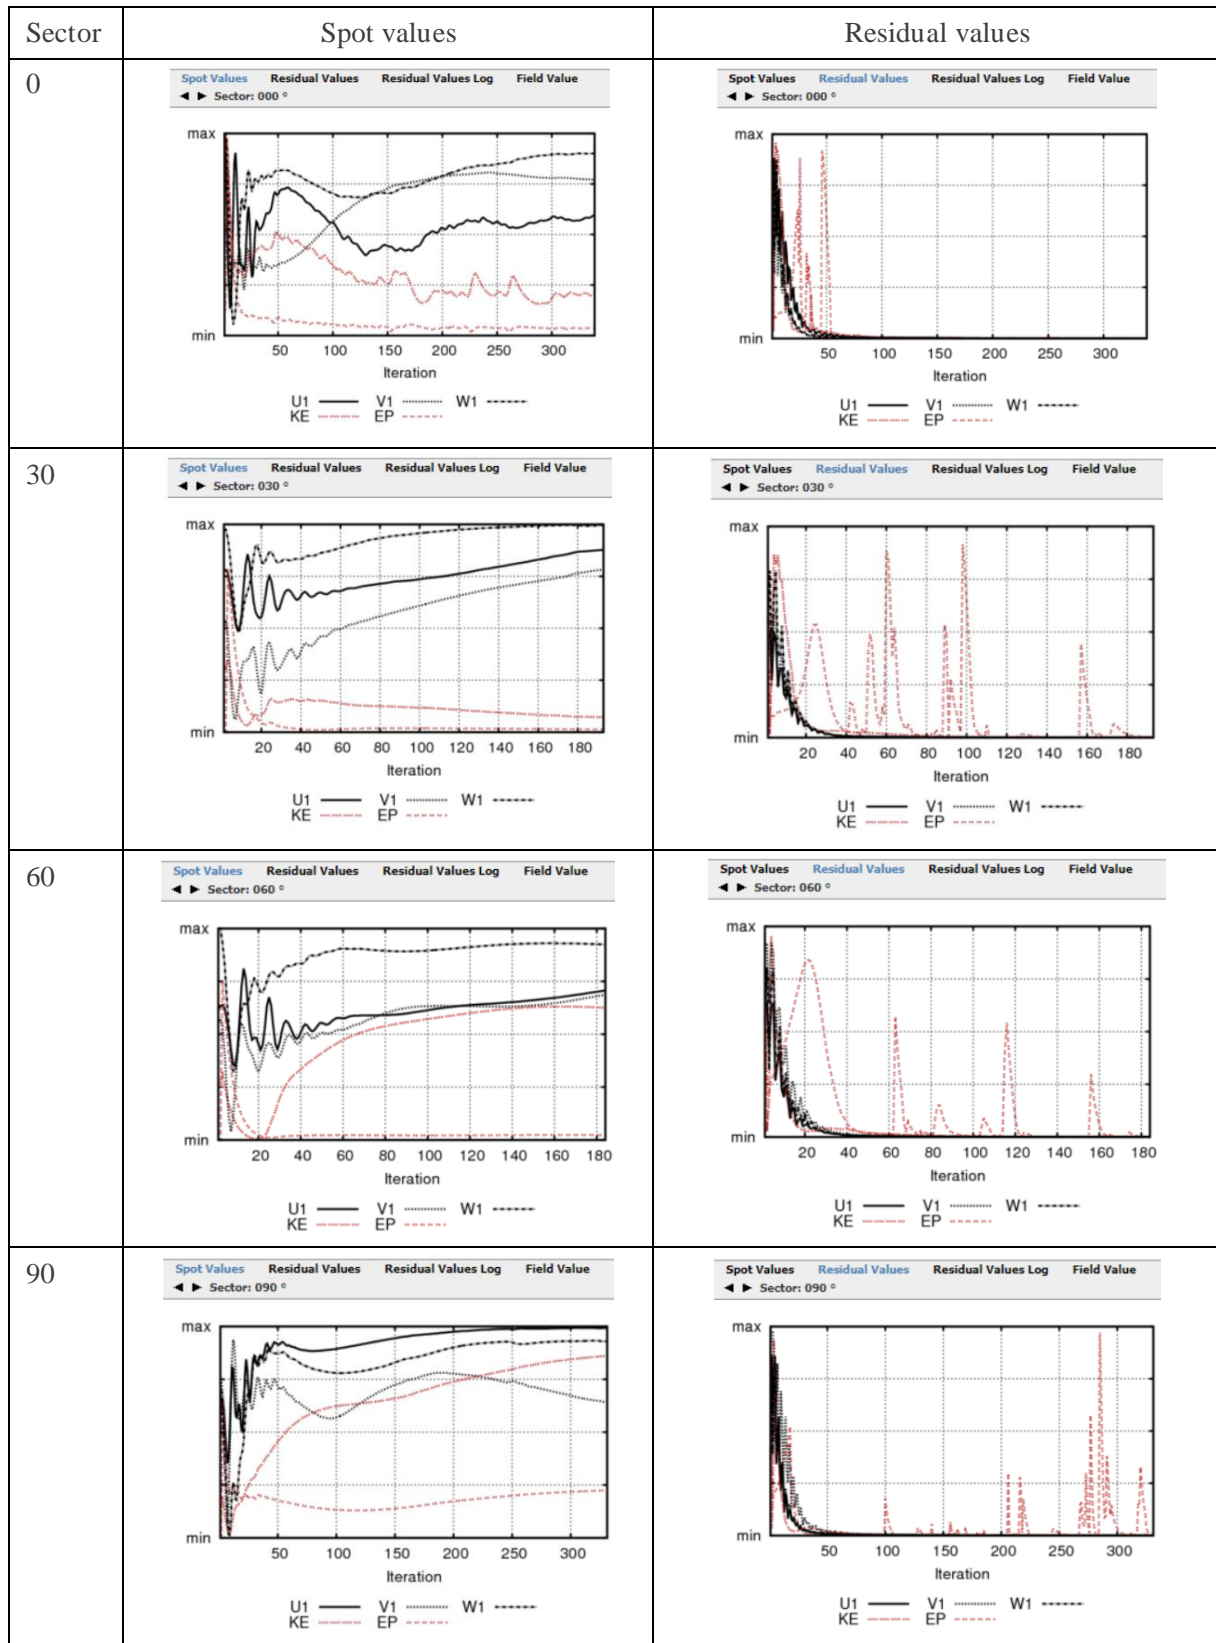 Sector Spot values Residual values
0
Spot Values Residual Values Residual Values Log Field Value
◄ ► Sector: 000 °
max
min
50 100 150 200 250 300
Iteration
U1 V1 W1
KE EP
Spot Values Residual Values Residual Values Log Field Value
◄ ► Sector: 000 °
max
min
50 100 150 200 250 300
Iteration
U1 V1 W1
KE EP
30
Spot Values Residual Values Residual Values Log Field Value
◄ ► Sector: 030 °
max
min
20 40 60 80 100 120 140 160 180
Iteration
U1 V1 W1
KE EP
Spot Values Residual Values Residual Values Log Field Value
◄ ► Sector: 030 °
max
min
20 40 60 80 100 120 140 160 180
Iteration
U1 V1 W1
KE EP
60
Spot Values Residual Values Residual Values Log Field Value
◄ ► Sector: 060 °
max
min
20 40 60 80 100 120 140 160 180
Iteration
U1 V1 W1
KE EP
Spot Values Residual Values Residual Values Log Field Value
◄ ► Sector: 060 °
max
min
20 40 60 80 100 120 140 160 180
Iteration
U1 V1 W1
KE EP
90
Spot Values Residual Values Residual Values Log Field Value
◄ ► Sector: 090 °
max
min
50 100 150 200 250 300
Iteration
U1 V1 W1
KE EP
Spot Values Residual Values Residual Values Log Field Value
◄ ► Sector: 090 °
max
min
50 100 150 200 250 300
Iteration
U1 V1 W1
KE EP